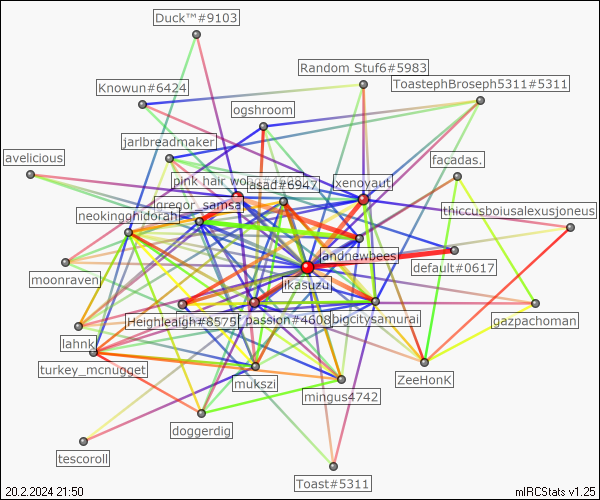 Duck™#9103
Random Stuf6#5983
Knowun#6424
ToastephBroseph5311#5311
ogshroom
jarlbreadmaker
avelicious
facadas.
pink hair
asad#6947
xenoyaut
gregor_samsa
neokingghidorah
thiccusboiusalexusjoneus
andnewbees
default#0617
moonraven
ikasuzu
Heighleaigh#8575
passion#4608
bigcitysamurai
gazpachoman
lahnk
turkey_mcnugget
mukszi
ZeeHonK
mingus4742
doggerdig
tescoroll
Toast#5311
20.2.2024 21:50
mIRCStats v1.25